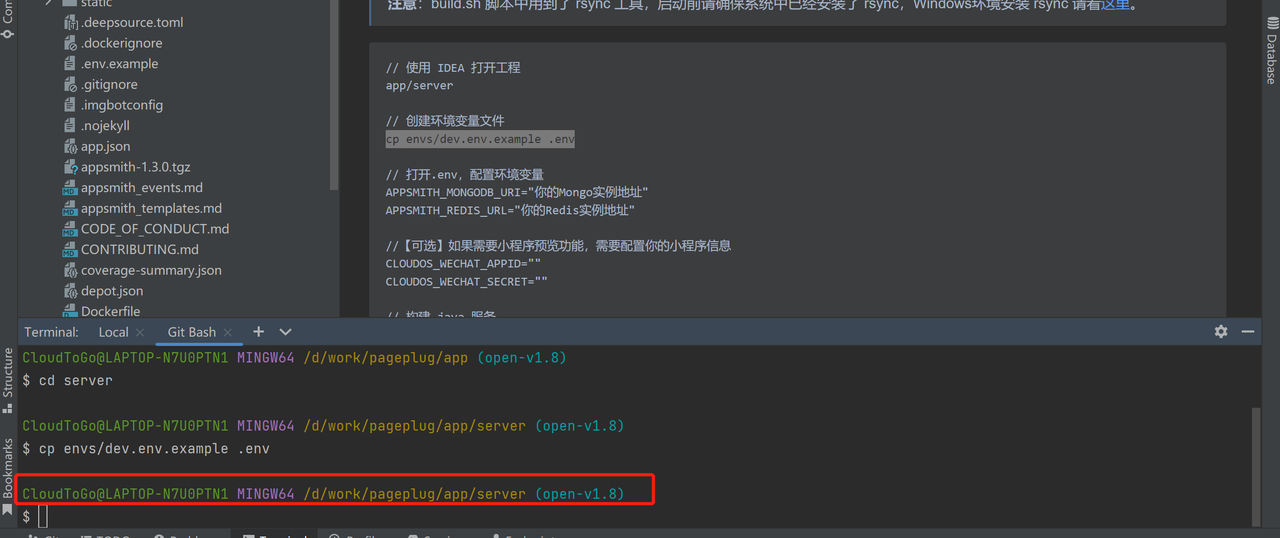 static
.deepsource.toml
.dockerignore
.env.example
.gitignore
.imgbotconfig
.nojekyll
app.json
appsmith-1.3.0.tgz
appsmith_events.md
appsmith_templates.md
CODE_OF_CONDUCT.md
CONTRIBUTING.md
coverage-summary.json
depot.json
Dockerfile
注意：build.sh 脚本中用到了 rsync 工具，启动前请确保系统中已经安装了 rsync，Windows环境安装 rsync 请看这里。
// 使用 IDEA 打开工程
app/server
// 创建环境变量文件
cp envs/dev.env.example .env
// 打开.env，配置环境变量
APPSMITH_MONGODB_URI="你的Mongo实例地址"
APPSMITH_REDIS_URL="你的Redis实例地址"
//【可选】如果需要小程序预览功能，需要配置你的小程序信息
CLOUDOS_WECHAT_APPID=""
CLOUDOS_WECHAT_SECRET=""
// 构建 java 服务
Database
Structure
Bookmarks
Terminal: Local Git Bash
CloudToGo@LAPTOP-N7U0PTN1 MINGW64 /d/work/pageplug/app (open-v1.8)
$ cd server
CloudToGo@LAPTOP-N7U0PTN1 MINGW64 /d/work/pageplug/app/server (open-v1.8)
$ cp envs/dev.env.example .env
CloudToGo@LAPTOP-N7U0PTN1 MINGW64 /d/work/pageplug/app/server (open-v1.8)
$